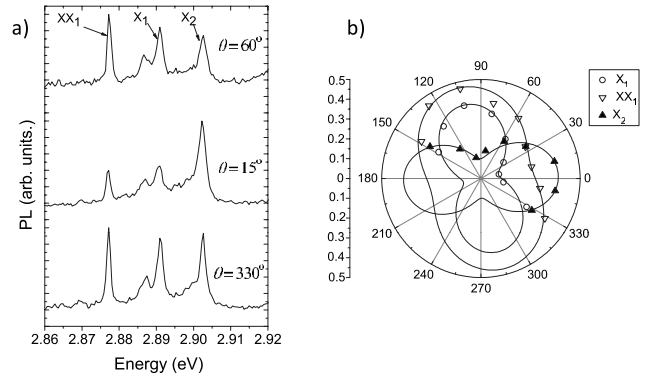 a)
XX1
X1
X2
θ=60°
θ=15°
θ=330°
PL (arb. units.)
2.86 2.87 2.88 2.89 2.90 2.91 2.92
Energy (eV)
b)
0.5
0.4
0.3
0.2
0.1
0
0.1
0.2
0.3
0.4
0.5
90
120 60
150 30
180 0
210 330
240 300
270
X1
XX1
X2